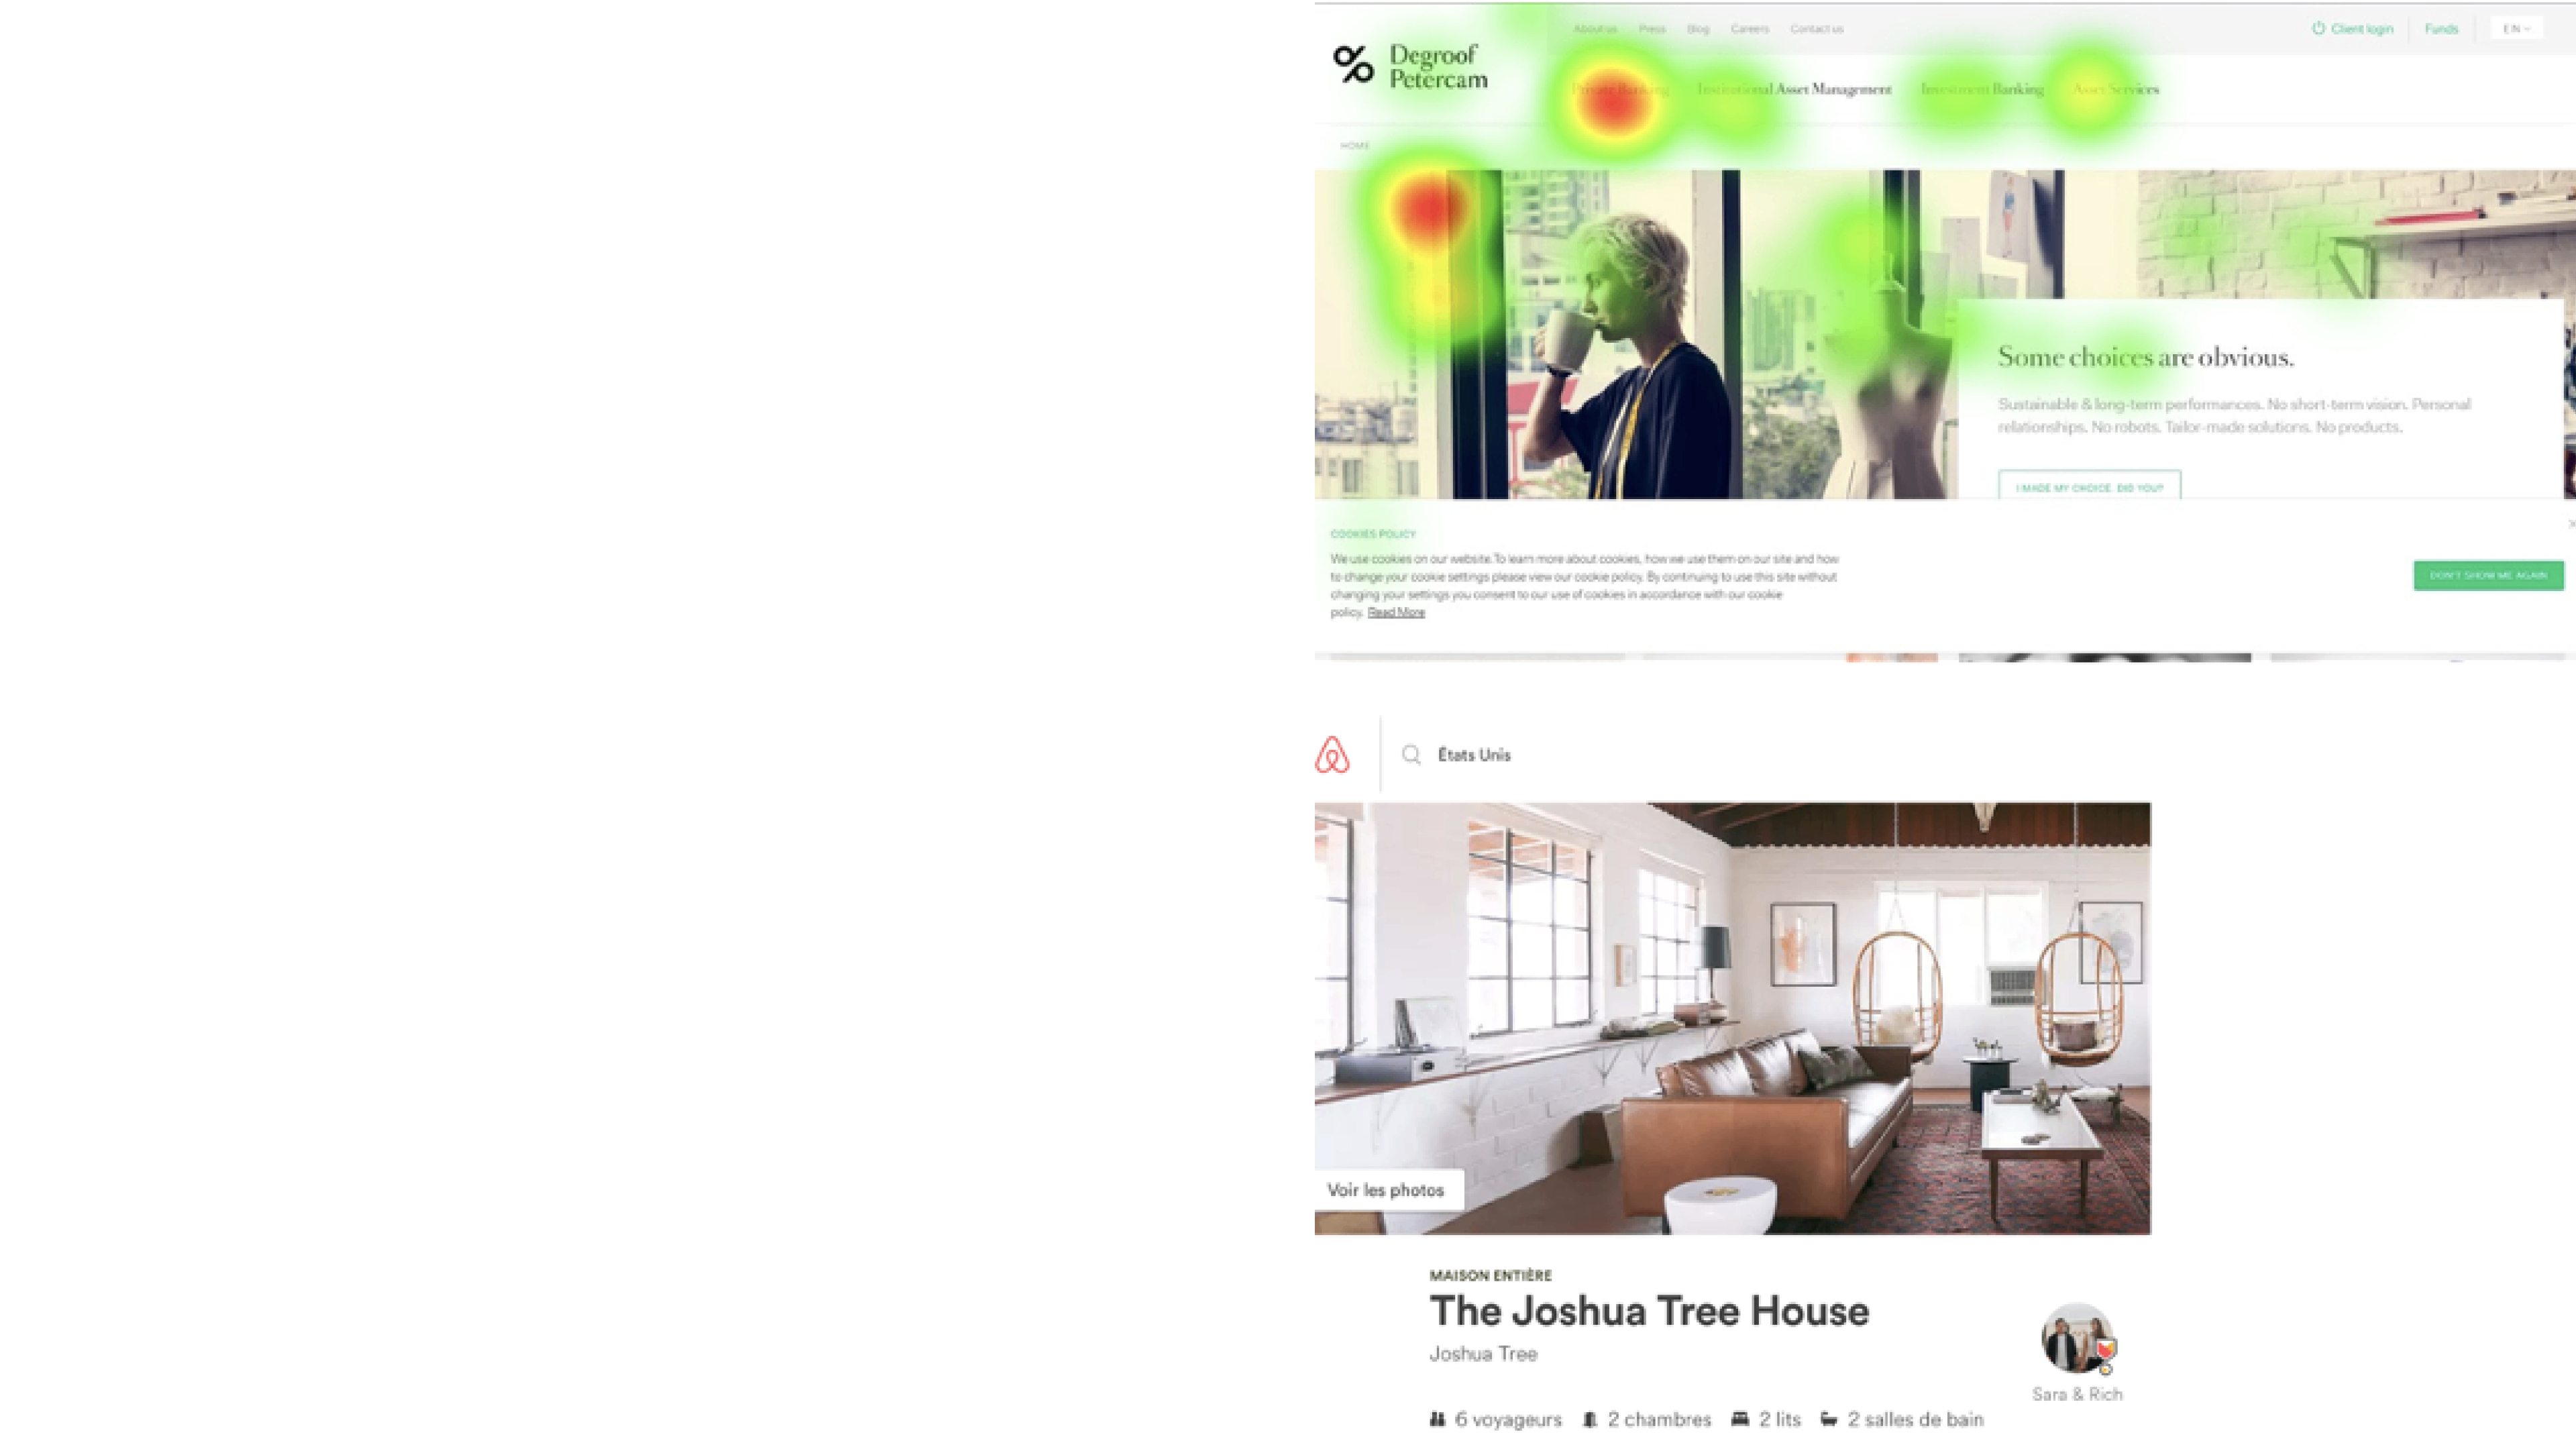 About us Press Blog Careers Contact us
Client login Funds EN
Degroof
Petercam
Private Banking Institutional Asset Management Investment Banking Asset Services
HOME
Some choices are obvious.
Sustainable & long-term performances. No short-term vision. Personal
relationships. No robots. Tailor-made solutions. No products.
I MADE MY CHOICE. DID YOU?
COOKIES POLICY
We use cookies on our website. To learn more about cookies, how we use them on our site and how
to change your cookie settings please view our cookie policy. By continuing to use this site without
changing your settings you consent to our use of cookies in accordance with our cookie
policy. Read More
DON'T SHOW ME AGAIN
États Unis
Voir les photos
MAISON ENTIÈRE
The Joshua Tree House
Joshua Tree
Sara & Rich
6 voyageurs 2 chambres 2 lits 2 salles de bain